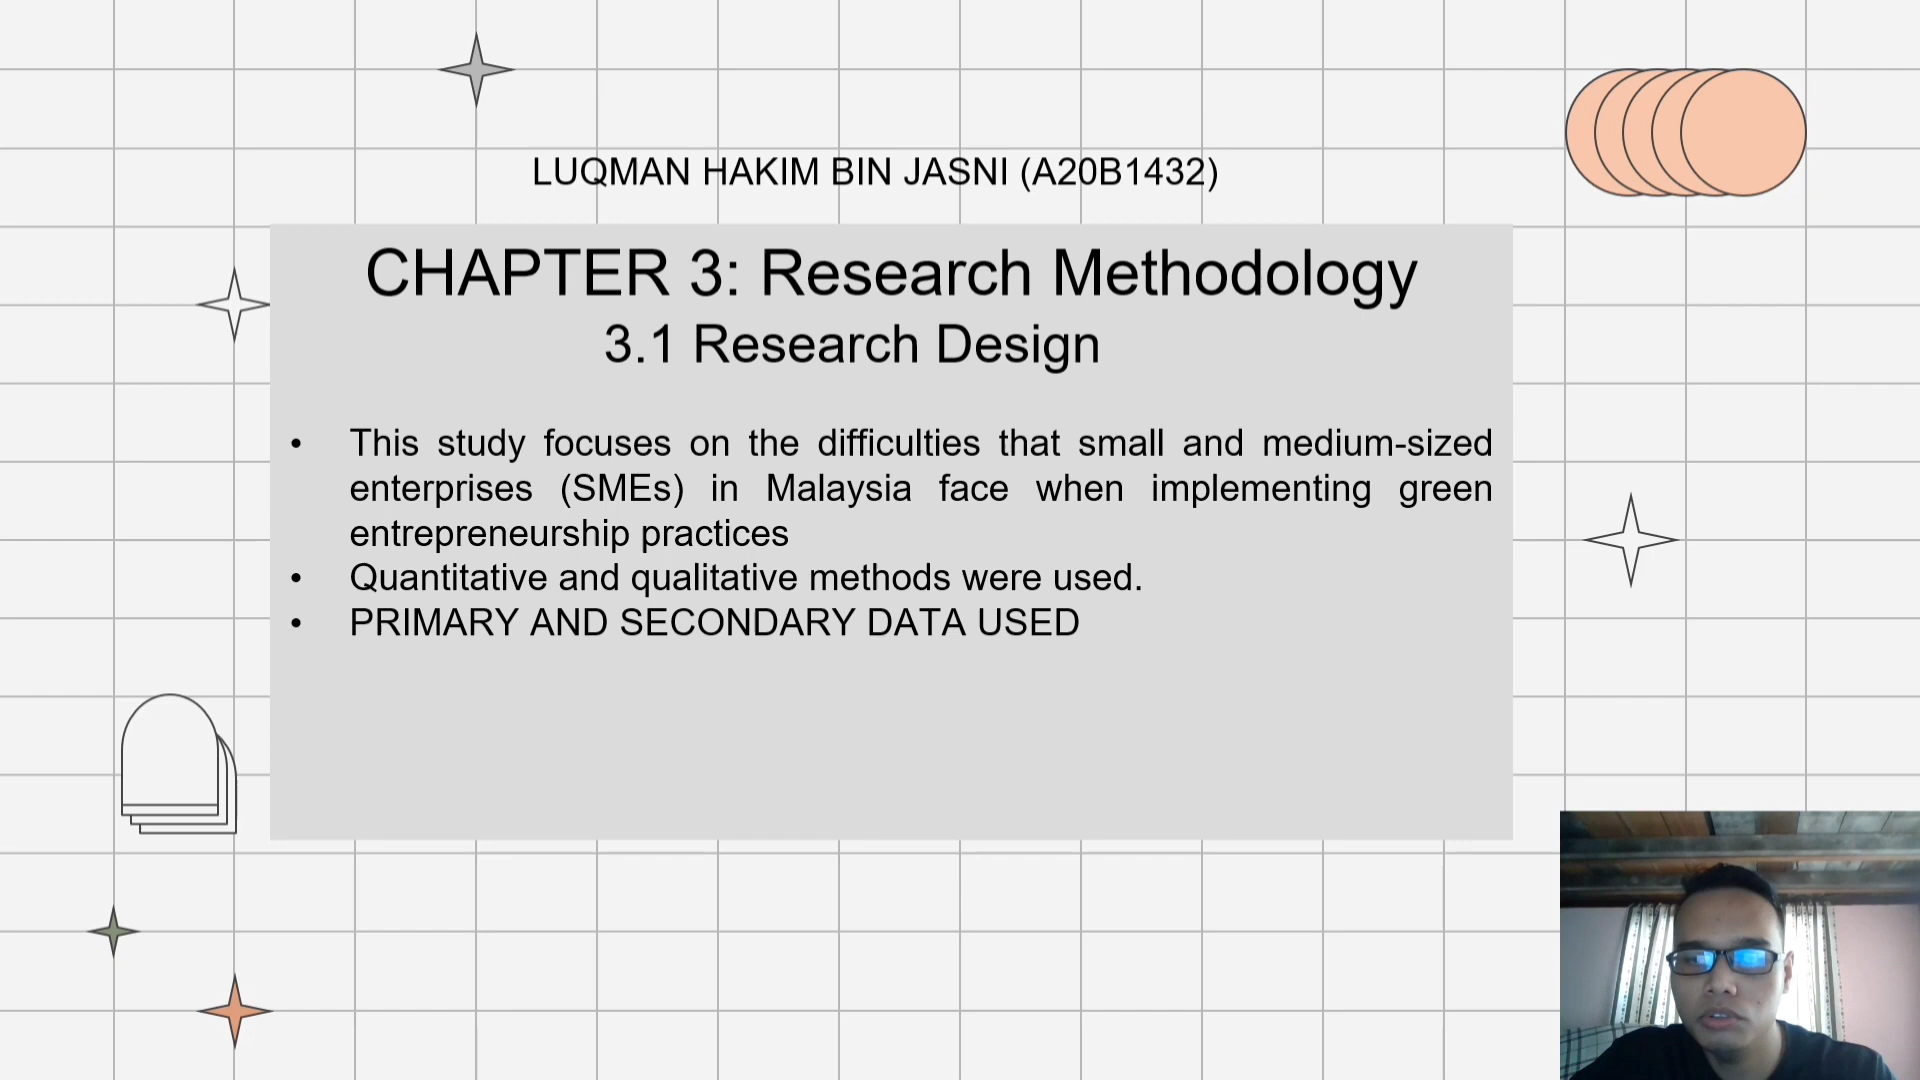 LUQMAN HAKIM BIN JASNI (A20B1432)
CHAPTER 3: Research Methodology
3.1 Research Design
• This study focuses on the difficulties that small and medium-sized
enterprises (SMEs) in Malaysia face when implementing green
entrepreneurship practices
• Quantitative and qualitative methods were used.
• PRIMARY AND SECONDARY DATA USED